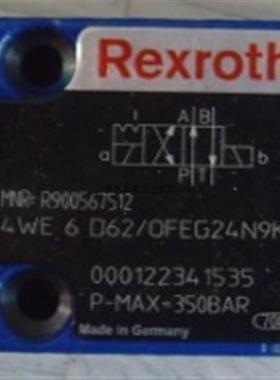 Rexroth
A B
a b
P T
MNR: R900567512
4WE 6 D62/OFEG24N9K
000122341535
P-MAX-350BAR
Made in Germany